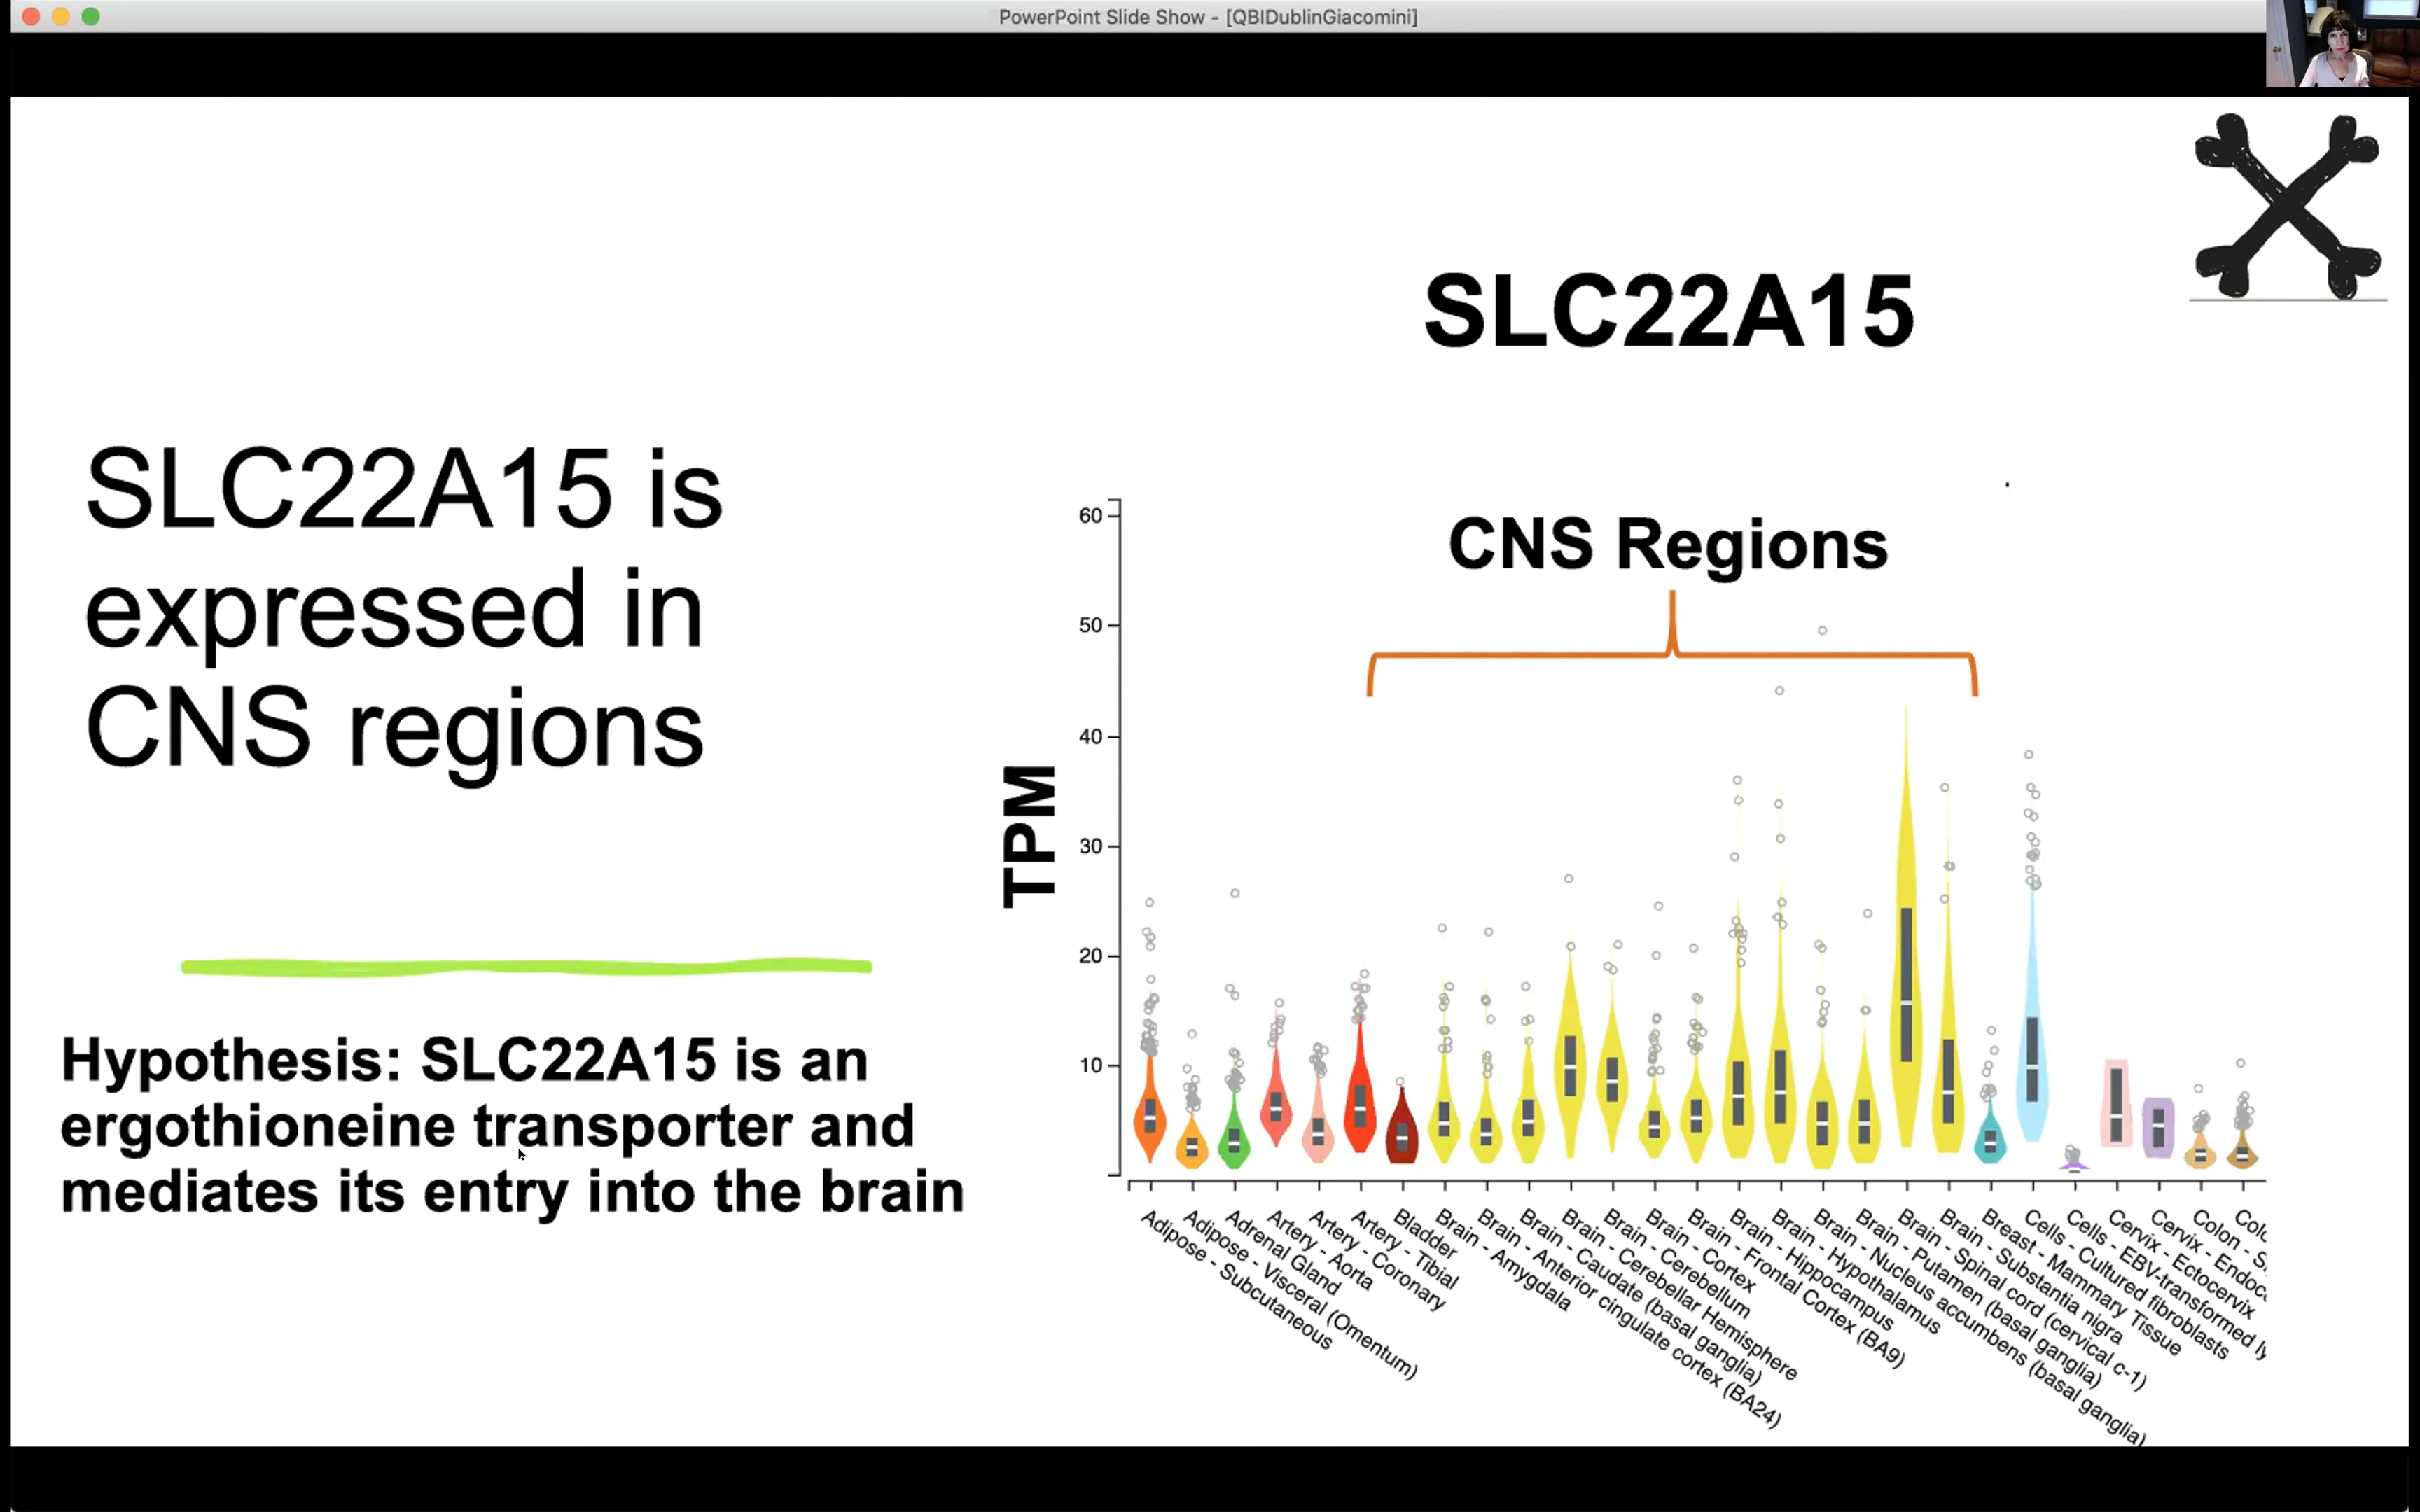 PowerPoint Slide Show - [QBIDublinGiacomini]
SLC22A15
SLC22A15 is
expressed in
CNS regions
Hypothesis: SLC22A15 is an
ergothioneine transporter and
mediates its entry into the brain
CNS Regions
TPM
60
50
40
30
20
10
Adipose - Subcutaneous
Adipose - Visceral (Omentum)
Adrenal Gland
Artery - Aorta
Artery - Coronary
Artery - Tibial
Bladder
Brain - Amygdala
Brain - Anterior cingulate cortex (BA24)
Brain - Caudate (basal ganglia)
Brain - Cerebellar Hemisphere
Brain - Cerebellum
Brain - Cortex
Brain - Frontal Cortex (BA9)
Brain - Hippocampus
Brain - Hypothalamus
Brain - Nucleus accumbens (basal ganglia)
Brain - Putamen (basal ganglia)
Brain - Spinal cord (cervical c-1)
Brain - Substantia nigra
Breast - Mammary Tissue
Cells - Cultured fibroblasts
Cells - EBV-transformed ly
Cervix - Ectocervix
Cervix - Endoc
Colon - S
Colo